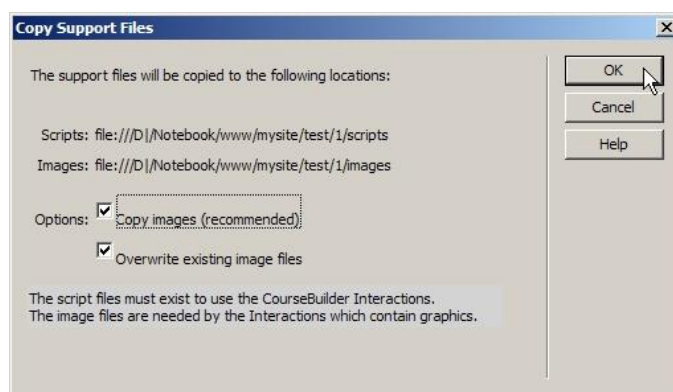 Copy Support Files
The support files will be copied to the following locations:
OK
Cancel
Help
Scripts: file:///D|/Notebook/www/mysite/test/1/scripts
Images: file:///D|/Notebook/www/mysite/test/1/images
Options: Copy images (recommended)
Overwrite existing image files
The script files must exist to use the CourseBuilder Interactions.
The image files are needed by the Interactions which contain graphics.